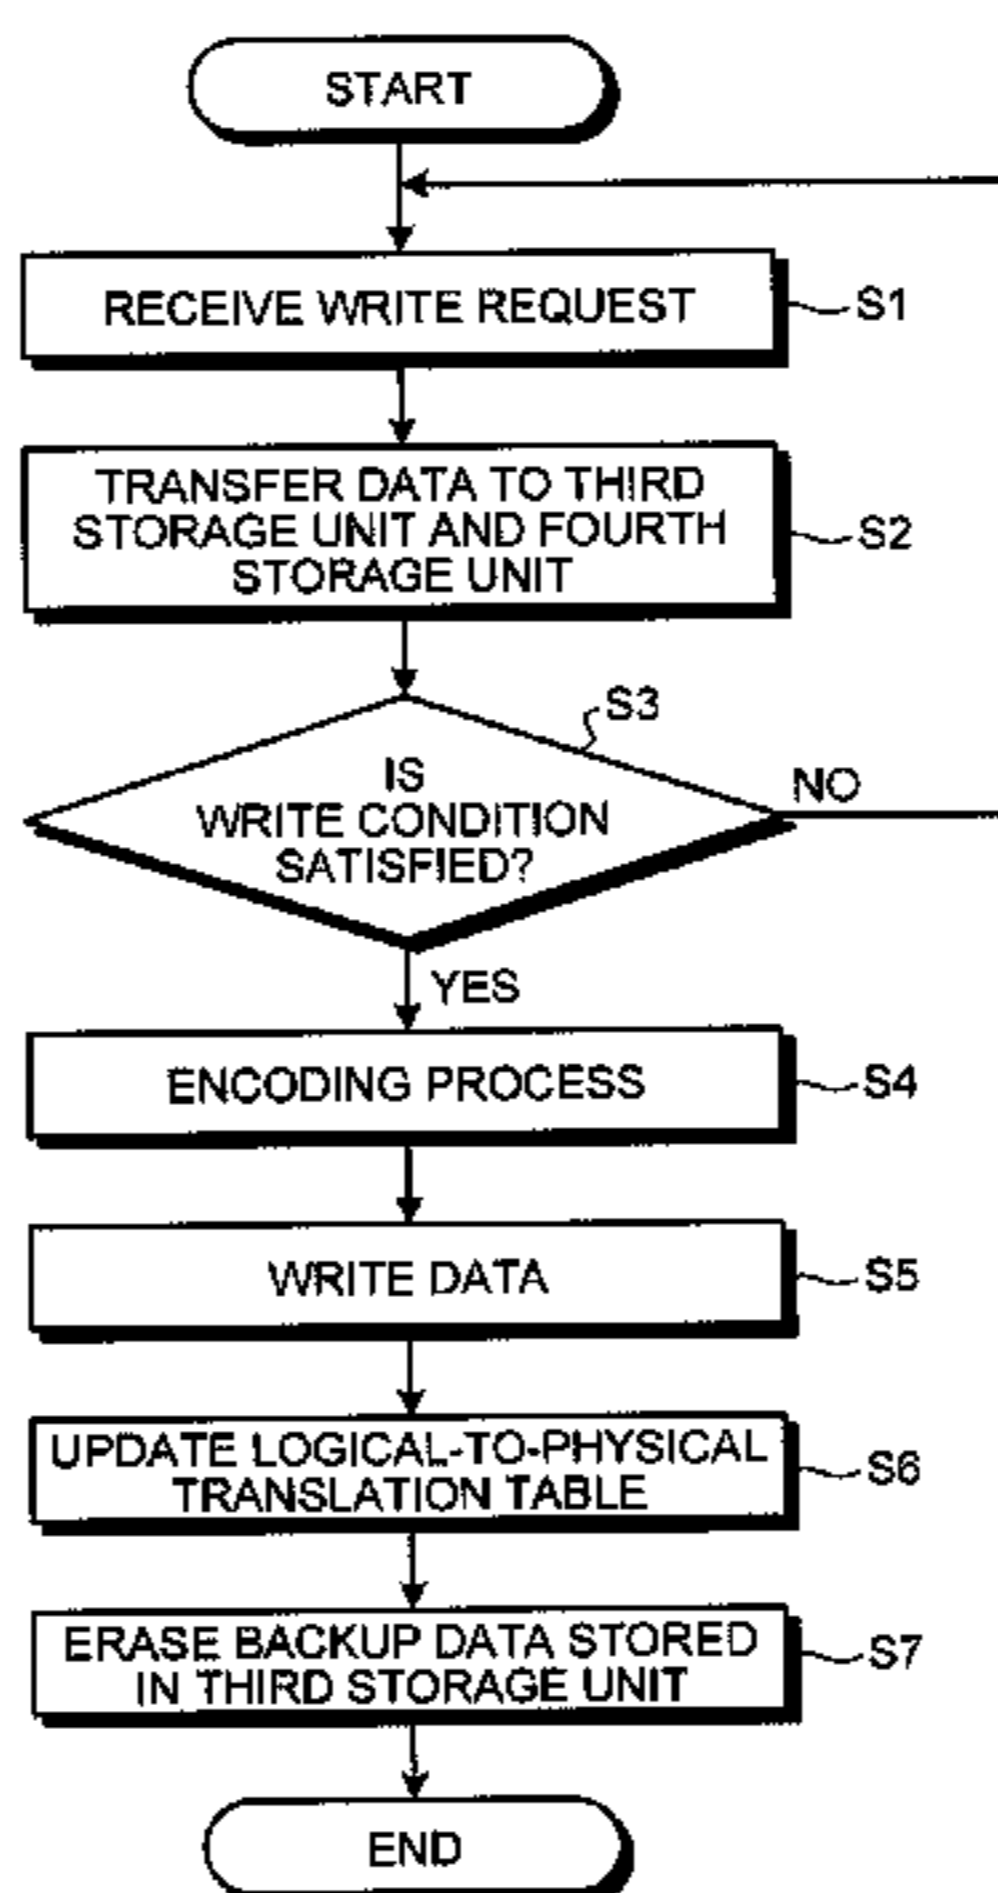 START
RECEIVE WRITE REQUEST
S1
TRANSFER DATA TO THIRD
STORAGE UNIT AND FOURTH
STORAGE UNIT
S2
S3
IS
WRITE CONDITION
SATISFIED?
NO
YES
ENCODING PROCESS
S4
WRITE DATA
S5
UPDATE LOGICAL-TO-PHYSICAL
TRANSLATION TABLE
S6
ERASE BACKUP DATA STORED
IN THIRD STORAGE UNIT
S7
END